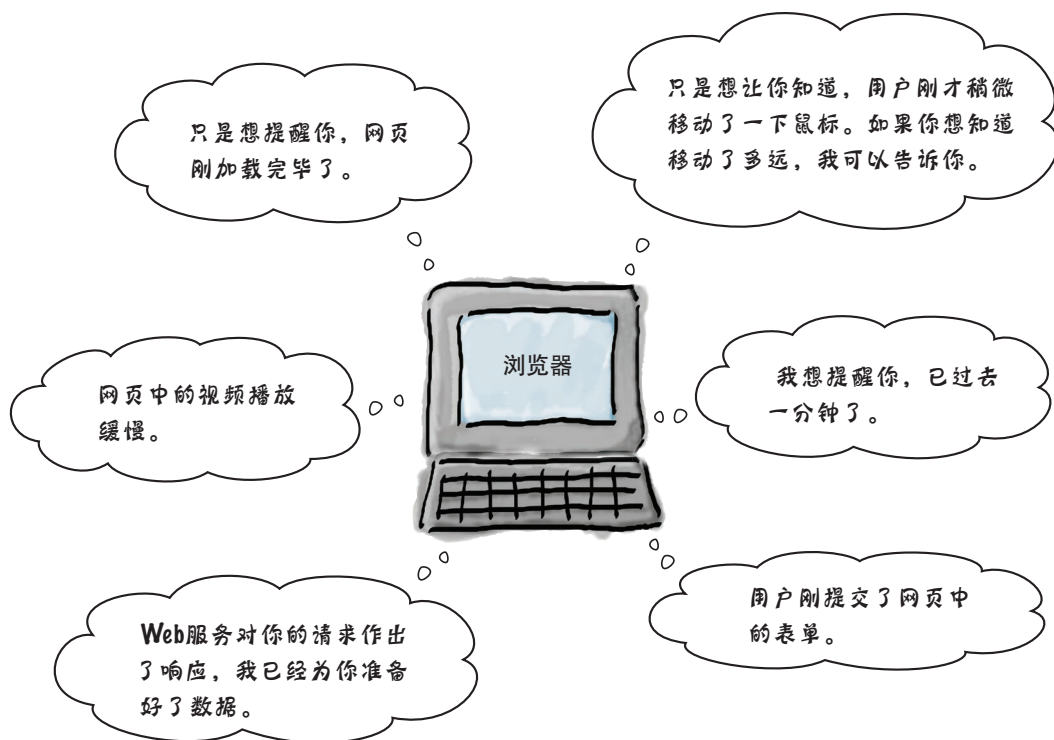 只是想提醒你，网页
刚加载完毕了。
只是想让你知道，用户刚才稍微
移动了一下鼠标。如果你想知道
移动了多远，我可以告诉你。
浏览器
网页中的视频播放
缓慢。
我想提醒你，已过去
一分钟了。
Web服务对你的请求作出
了响应，我已经为你准备
好了数据。
用户刚提交了网页中
的表单。